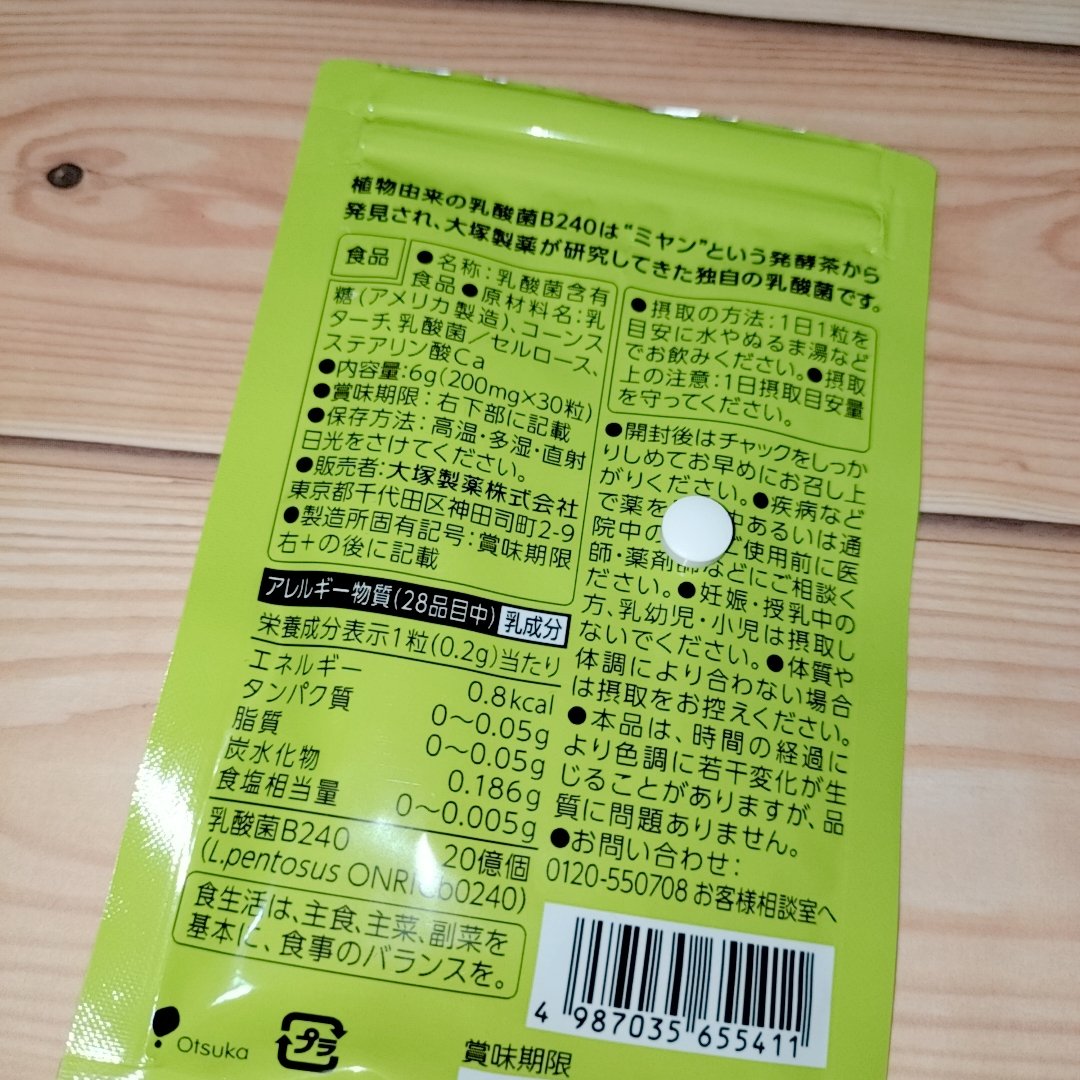 植物由来の乳酸菌B240は“ミヤン”という発酵茶から
発見され、大塚製薬が研究してきた独自の乳酸菌です。
食品
●名称：乳酸菌含有
食品●原材料名：乳
糖(アメリカ製造)、コーンス
ターチ、乳酸菌／セルロース、
ステアリン酸Ca
●内容量：6g(200mg×30粒)
●賞味期限：右下部に記載
●保存方法：高温・多湿・直射
日光をさけてください。
●販売者：大塚製薬株式会社
東京都千代田区神田司町2-9
●製造所固有記号：賞味期限
右+の後に記載
アレルギー物質(28品目中) 乳成分
栄養成分表示1粒(0.2g)当たり
エネルギー 0.8kcal
タンパク質 0〜0.05g
脂質 0〜0.05g
炭水化物 0.186g
食塩相当量 0〜0.005g
乳酸菌B240 20億個
(L.pentosus ONRICb0240)
食生活は、主食、主菜、副菜を
基本に、食事のバランスを。
Otsuka
プラ
●摂取の方法：1日1粒を
目安に水やぬるま湯など
でお飲みください。●摂取
上の注意：1日摂取目安量
を守ってください。
●開封後はチャックをしっか
りしめてお早めにお召し上
がりください。●疾病など
で薬を 中あるいは通
院中の ご使用前に医
師・薬剤師などにご相談く
ださい。●妊娠・授乳中の
方、乳幼児・小児は摂取し
ないでください。●体質や
体調により合わない場合
は摂取をお控えください。
●本品は、時間の経過に
より色調に若干変化が生
じることがありますが、品
質に問題ありません。
●お問い合わせ：
0120-550708 お客様相談室へ
4 987035 655411
賞味期限